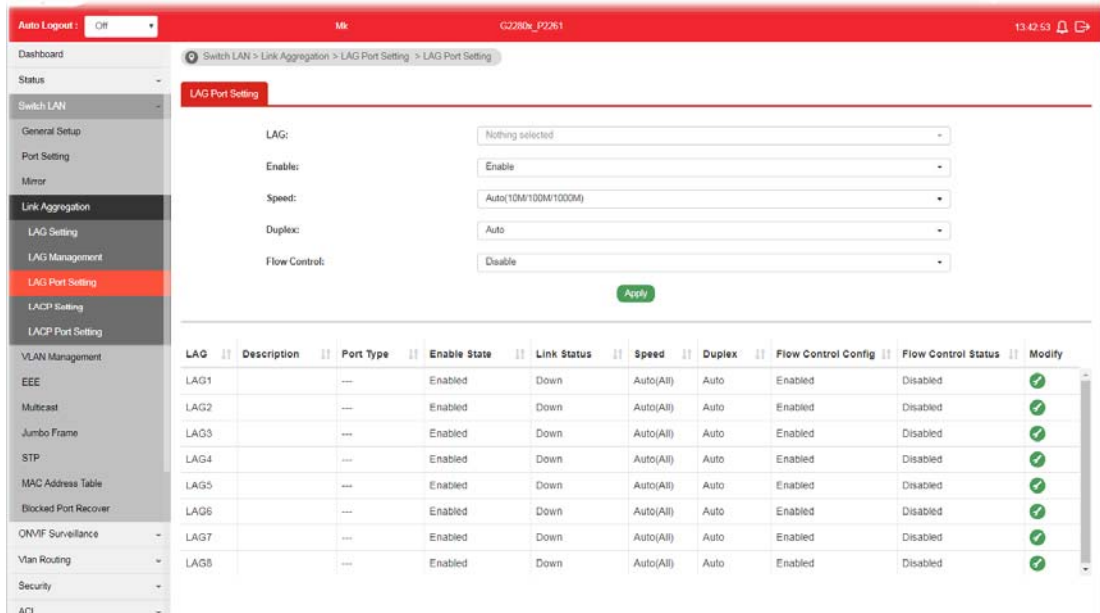 Auto Logout : Off Mk G2280x_P2261 13:42:53
Switch LAN > Link Aggregation > LAG Port Setting > LAG Port Setting
Dashboard
Status
Switch LAN
General Setup
Port Setting
Mirror
Link Aggregation
LAG Setting
LAG Management
LAG Port Setting
LACP Setting
LACP Port Setting
VLAN Management
EEE
Multicast
Jumbo Frame
STP
MAC Address Table
Blocked Port Recover
ONVIF Surveillance
Vlan Routing
Security
ACL
LAG Port Setting
LAG: Nothing selected
Enable: Enable
Speed: Auto(10M/100M/1000M)
Duplex: Auto
Flow Control: Disable
Apply
LAG Description Port Type Enable State Link Status Speed Duplex Flow Control Config Flow Control Status Modify
LAG1 --- Enabled Down Auto(All) Auto Enabled Disabled
LAG2 --- Enabled Down Auto(All) Auto Enabled Disabled
LAG3 --- Enabled Down Auto(All) Auto Enabled Disabled
LAG4 --- Enabled Down Auto(All) Auto Enabled Disabled
LAG5 --- Enabled Down Auto(All) Auto Enabled Disabled
LAG6 --- Enabled Down Auto(All) Auto Enabled Disabled
LAG7 --- Enabled Down Auto(All) Auto Enabled Disabled
LAG8 --- Enabled Down Auto(All) Auto Enabled Disabled